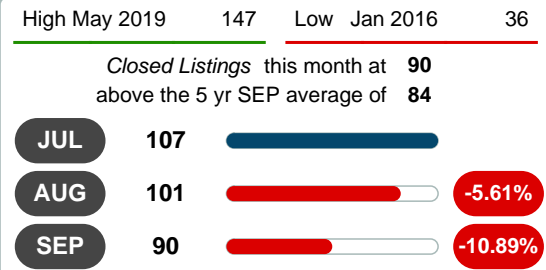 High May 2019 147 Low Jan 2016 36
Closed Listings this month at 90
above the 5 yr SEP average of 84
JUL 107
AUG 101 -5.61%
SEP 90 -10.89%